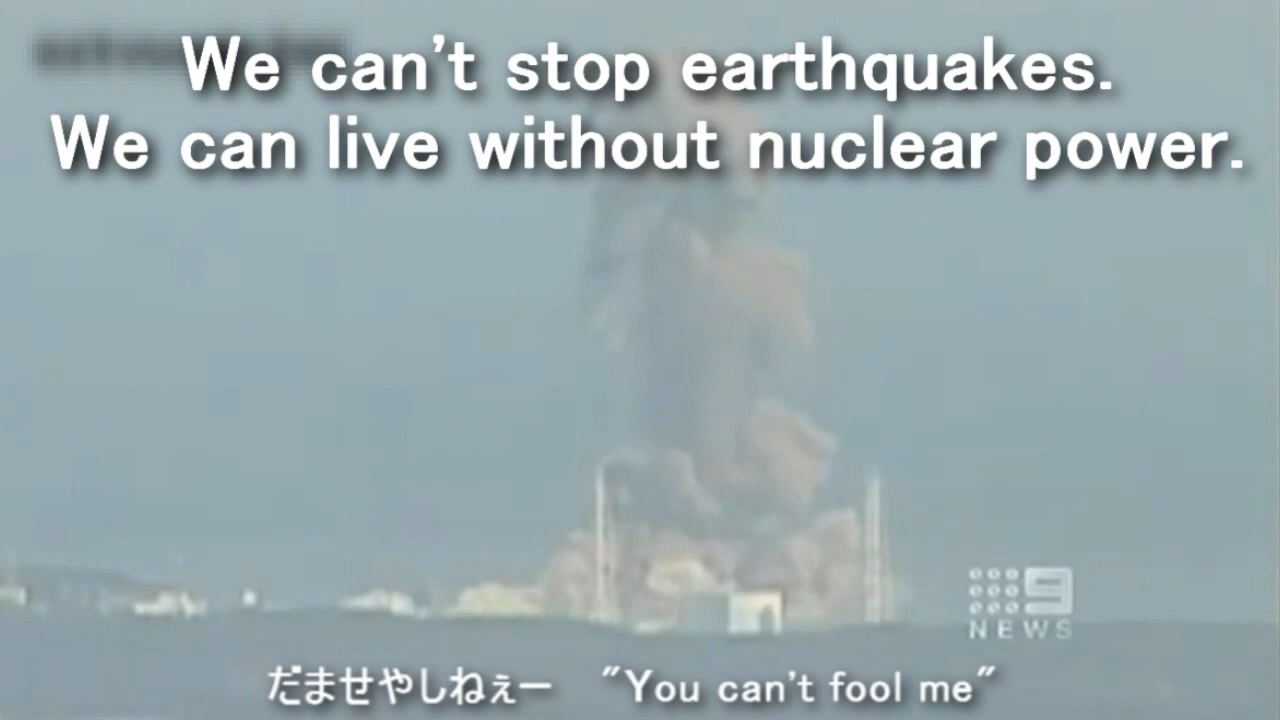 We can't stop earthquakes.
We can live without nuclear power.
9
NEWS
だませやしねぇー "You can't fool me"